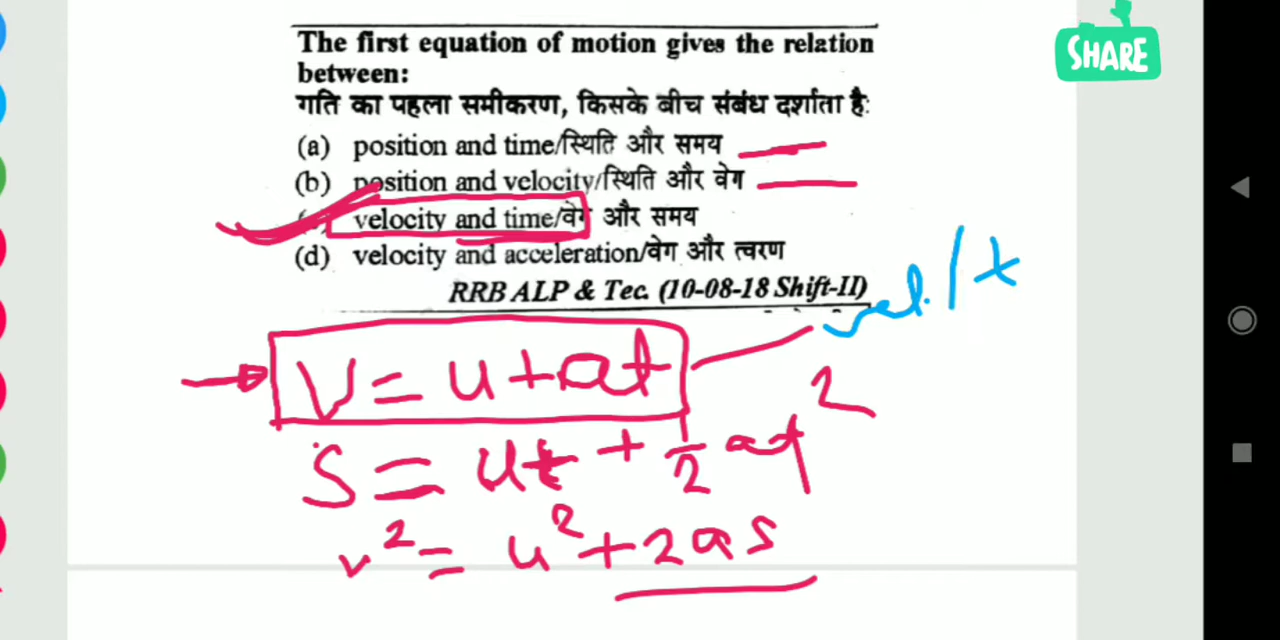 SHARE
The first equation of motion gives the relation
between:
गति का पहला समीकरण, किसके बीच संबंध दर्शाता है:
(a) position and time/स्थिति और समय
(b) position and velocity/स्थिति और वेग
velocity and time/वेग और समय
(d) velocity and acceleration/वेग और त्वरण
RRB ALP & Tec. (10-08-18 Shift-II)
vel. / t
V = u + at
S = ut + 1/2 at²
v² = u² + 2as